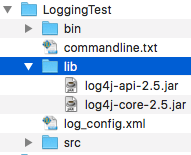 LoggingTest
bin
commandline.txt
lib
log4j-api-2.5.jar
log4j-core-2.5.jar
log_config.xml
src